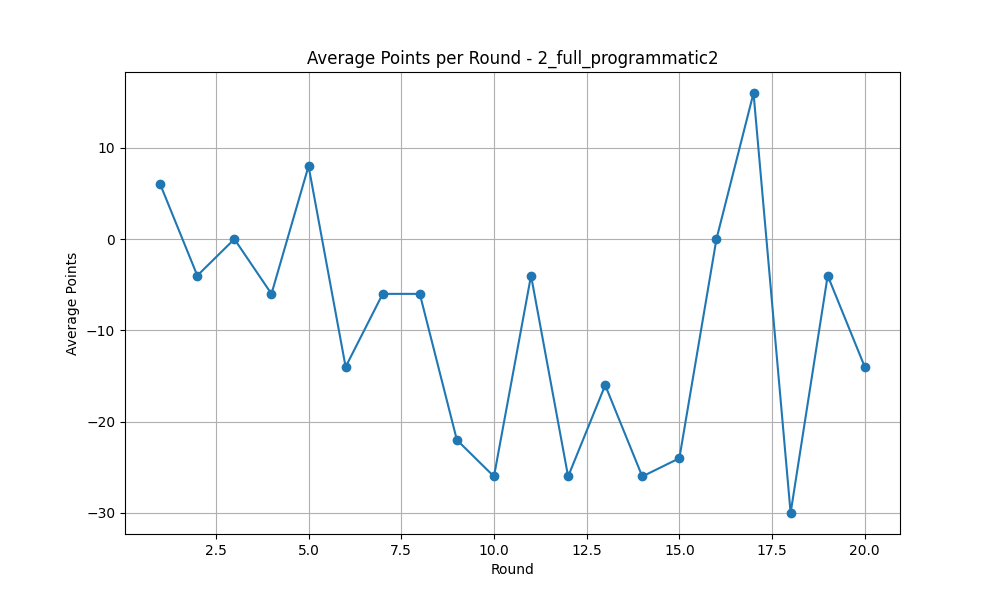 Average Points per Round - 2_full_programmatic2
Average Points
10
0
−10
−20
−30
2.5 5.0 7.5 10.0 12.5 15.0 17.5 20.0
Round